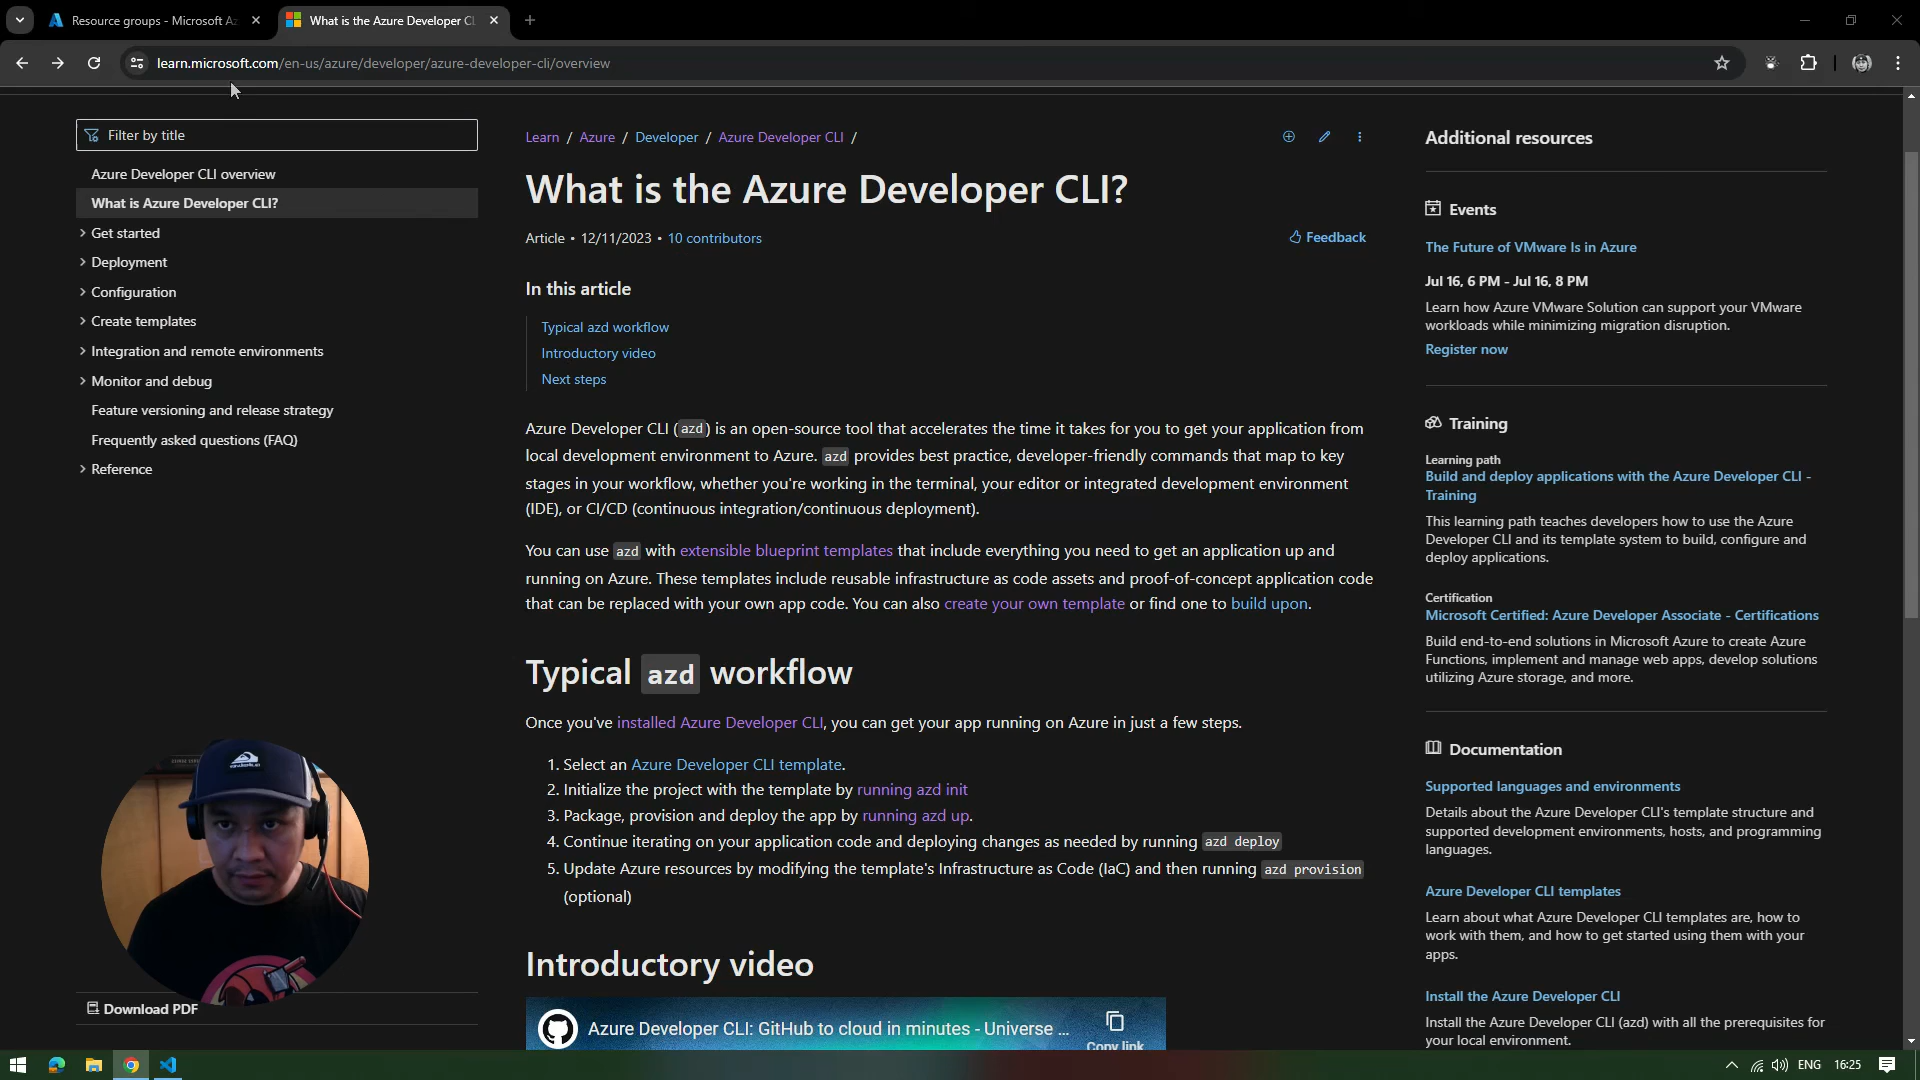 Resource groups - Microsoft Az
What is the Azure Developer CL
learn.microsoft.com/en-us/azure/developer/azure-developer-cli/overview
Filter by title
Azure Developer CLI overview
What is Azure Developer CLI?
Get started
Deployment
Configuration
Create templates
Integration and remote environments
Monitor and debug
Feature versioning and release strategy
Frequently asked questions (FAQ)
Reference
Download PDF
Learn / Azure / Developer / Azure Developer CLI /
What is the Azure Developer CLI?
Article • 12/11/2023 • 10 contributors
Feedback
In this article
Typical azd workflow
Introductory video
Next steps
Azure Developer CLI (azd) is an open-source tool that accelerates the time it takes for you to get your application from
local development environment to Azure. azd provides best practice, developer-friendly commands that map to key
stages in your workflow, whether you're working in the terminal, your editor or integrated development environment
(IDE), or CI/CD (continuous integration/continuous deployment).
You can use azd with extensible blueprint templates that include everything you need to get an application up and
running on Azure. These templates include reusable infrastructure as code assets and proof-of-concept application code
that can be replaced with your own app code. You can also create your own template or find one to build upon.
Typical azd workflow
Once you've installed Azure Developer CLI, you can get your app running on Azure in just a few steps.
1. Select an Azure Developer CLI template.
2. Initialize the project with the template by running azd init
3. Package, provision and deploy the app by running azd up.
4. Continue iterating on your application code and deploying changes as needed by running azd deploy
5. Update Azure resources by modifying the template's Infrastructure as Code (IaC) and then running azd provision
(optional)
Introductory video
Azure Developer CLI: GitHub to cloud in minutes - Universe ...
Copy link
Additional resources
Events
The Future of VMware Is in Azure
Jul 16, 6 PM - Jul 16, 8 PM
Learn how Azure VMware Solution can support your VMware
workloads while minimizing migration disruption.
Register now
Training
Learning path
Build and deploy applications with the Azure Developer CLI -
Training
This learning path teaches developers how to use the Azure
Developer CLI and its template system to build, configure and
deploy applications.
Certification
Microsoft Certified: Azure Developer Associate - Certifications
Build end-to-end solutions in Microsoft Azure to create Azure
Functions, implement and manage web apps, develop solutions
utilizing Azure storage, and more.
Documentation
Supported languages and environments
Details about the Azure Developer CLI's template structure and
supported development environments, hosts, and programming
languages.
Azure Developer CLI templates
Learn about what Azure Developer CLI templates are, how to
work with them, and how to get started using them with your
apps.
Install the Azure Developer CLI
Install the Azure Developer CLI (azd) with all the prerequisites for
your local environment.
ENG
16:25